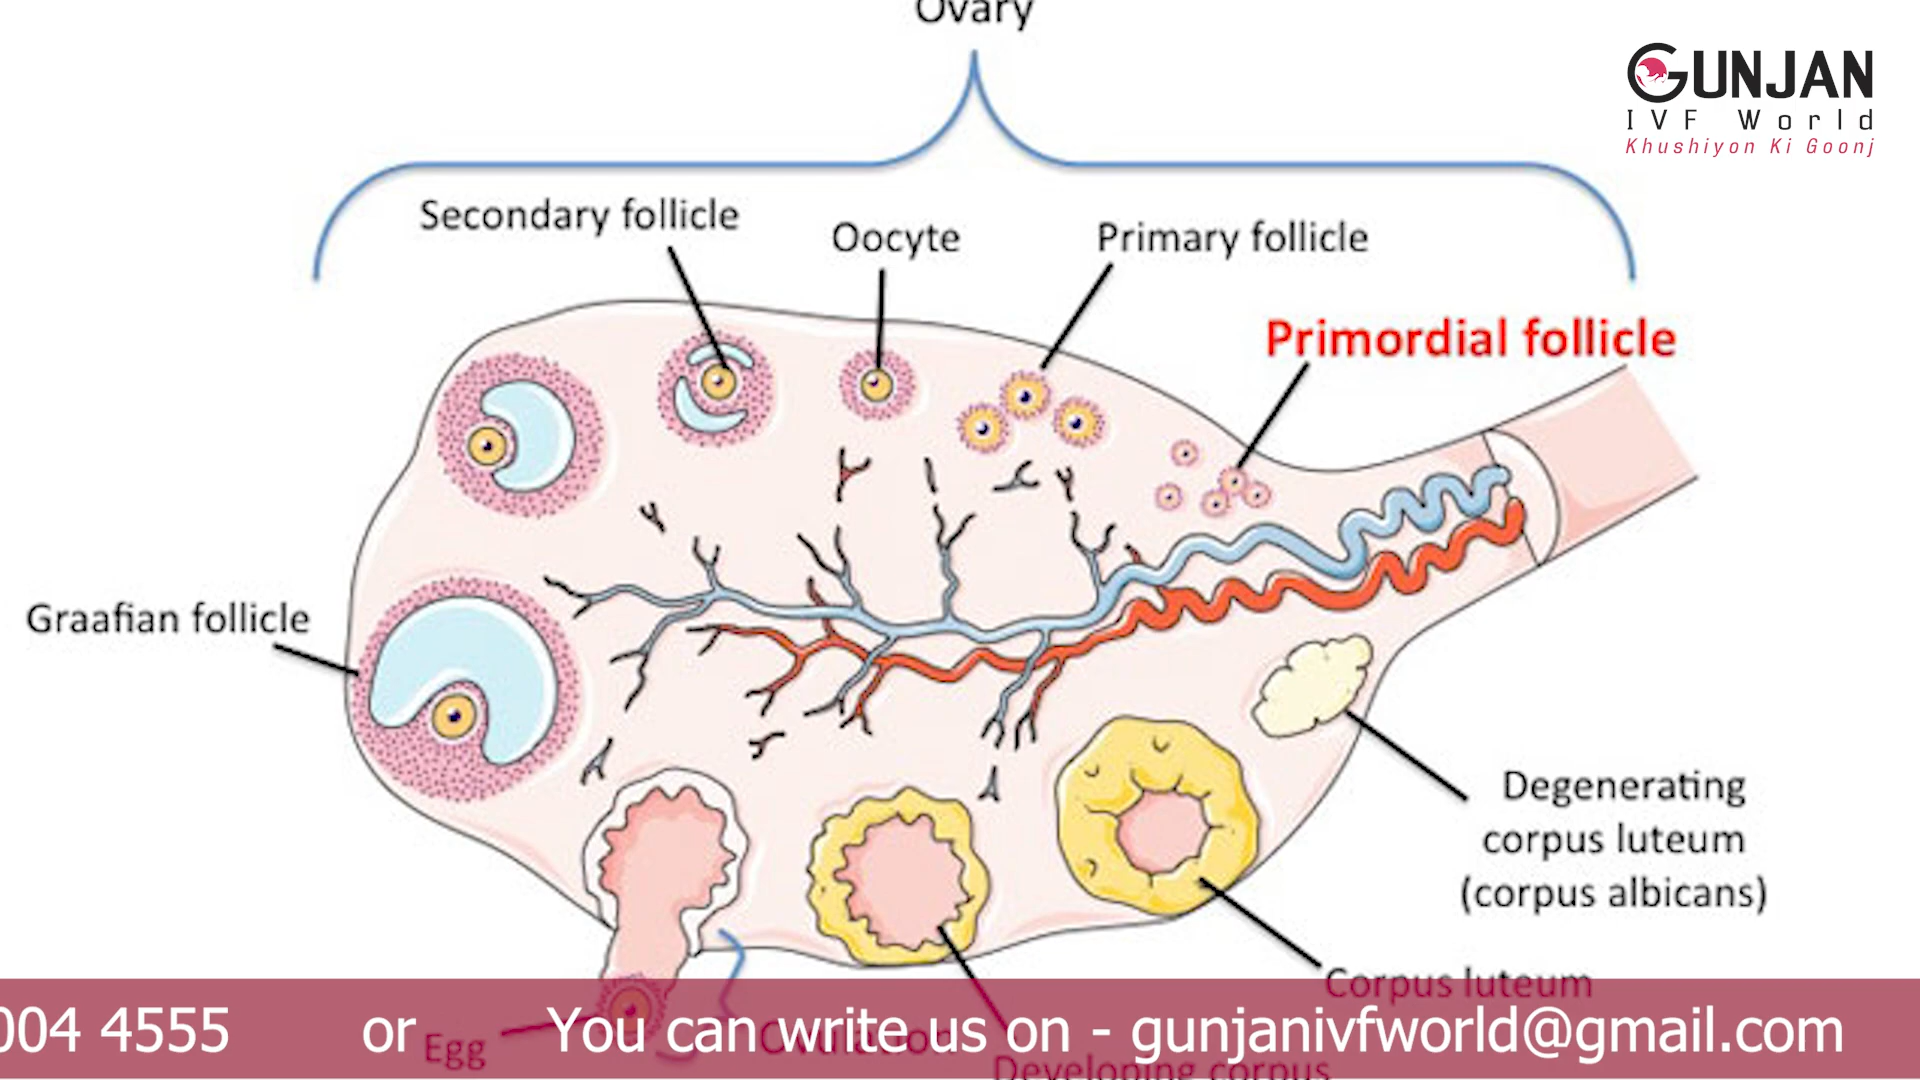 Ovary
GUNJAN
IVF World
Khushiyon Ki Goonj
Secondary follicle
Oocyte
Primary follicle
Primordial follicle
Graafian follicle
Degenerating
corpus luteum
(corpus albicans)
Corpus luteum
004 4555 or You can write us on - gunjanivfworld@gmail.com
Egg
Ovulation
Developing corpus